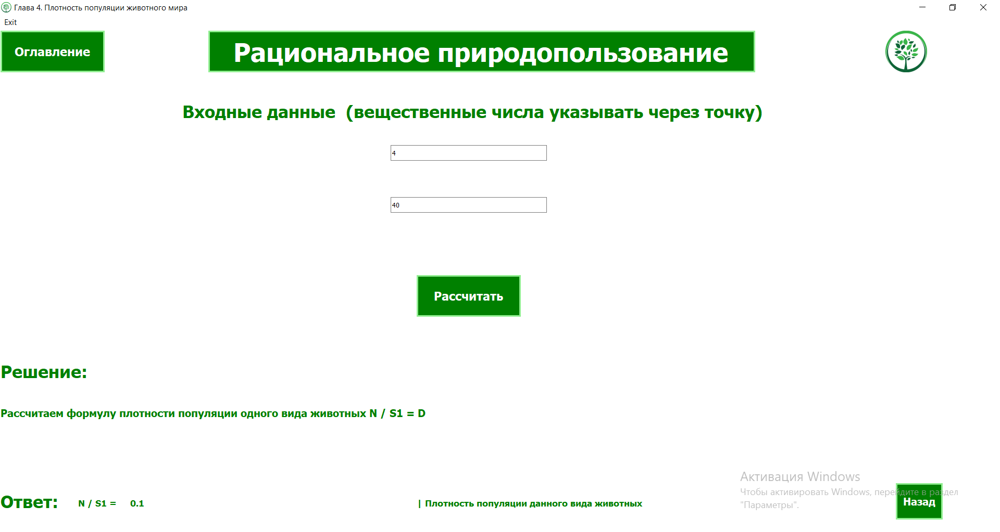 Глава 4. Плотность популяции животного мира
Exit
Оглавление
Рациональное природопользование
Входные данные  (вещественные числа указывать через точку)
4
40
Рассчитать
Решение:
Рассчитаем формулу плотности популяции одного вида животных N / S1 = D
Ответ: N / S1 = 0.1 | Плотность популяции данного вида животных
Активация Windows
Чтобы активировать Windows, перейдите в раздел
"Параметры".
Назад